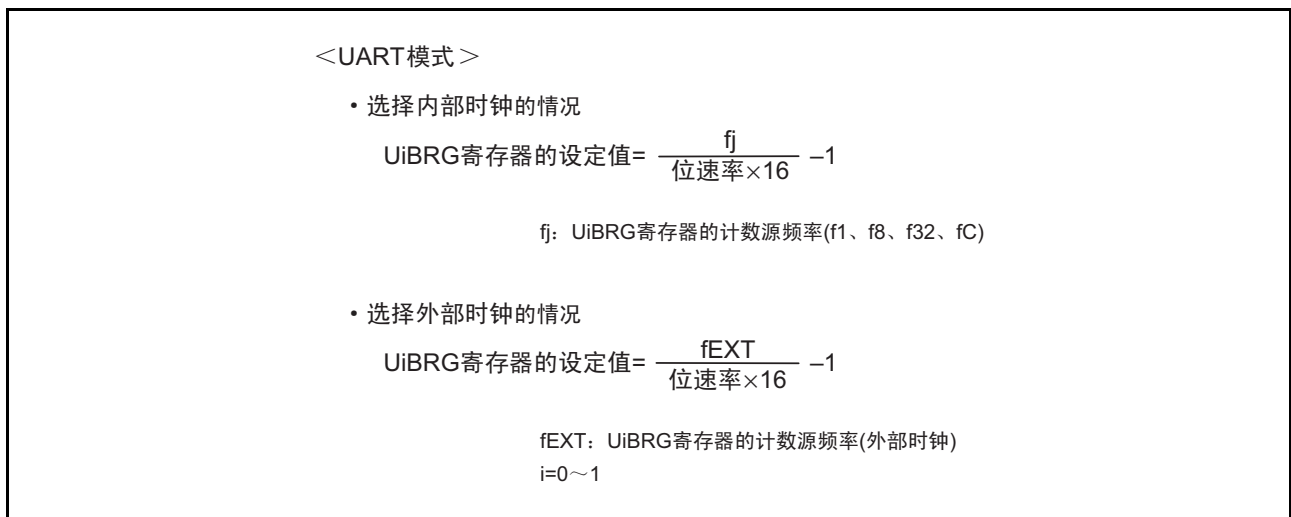 ＜UART模式＞
•选择内部时钟的情况
fj
UiBRG寄存器的设定值= –1
位速率×16
fj：UiBRG寄存器的计数源频率(f1、f8、f32、fC)
•选择外部时钟的情况
fEXT
UiBRG寄存器的设定值= –1
位速率×16
fEXT：UiBRG寄存器的计数源频率(外部时钟)
i=0～1